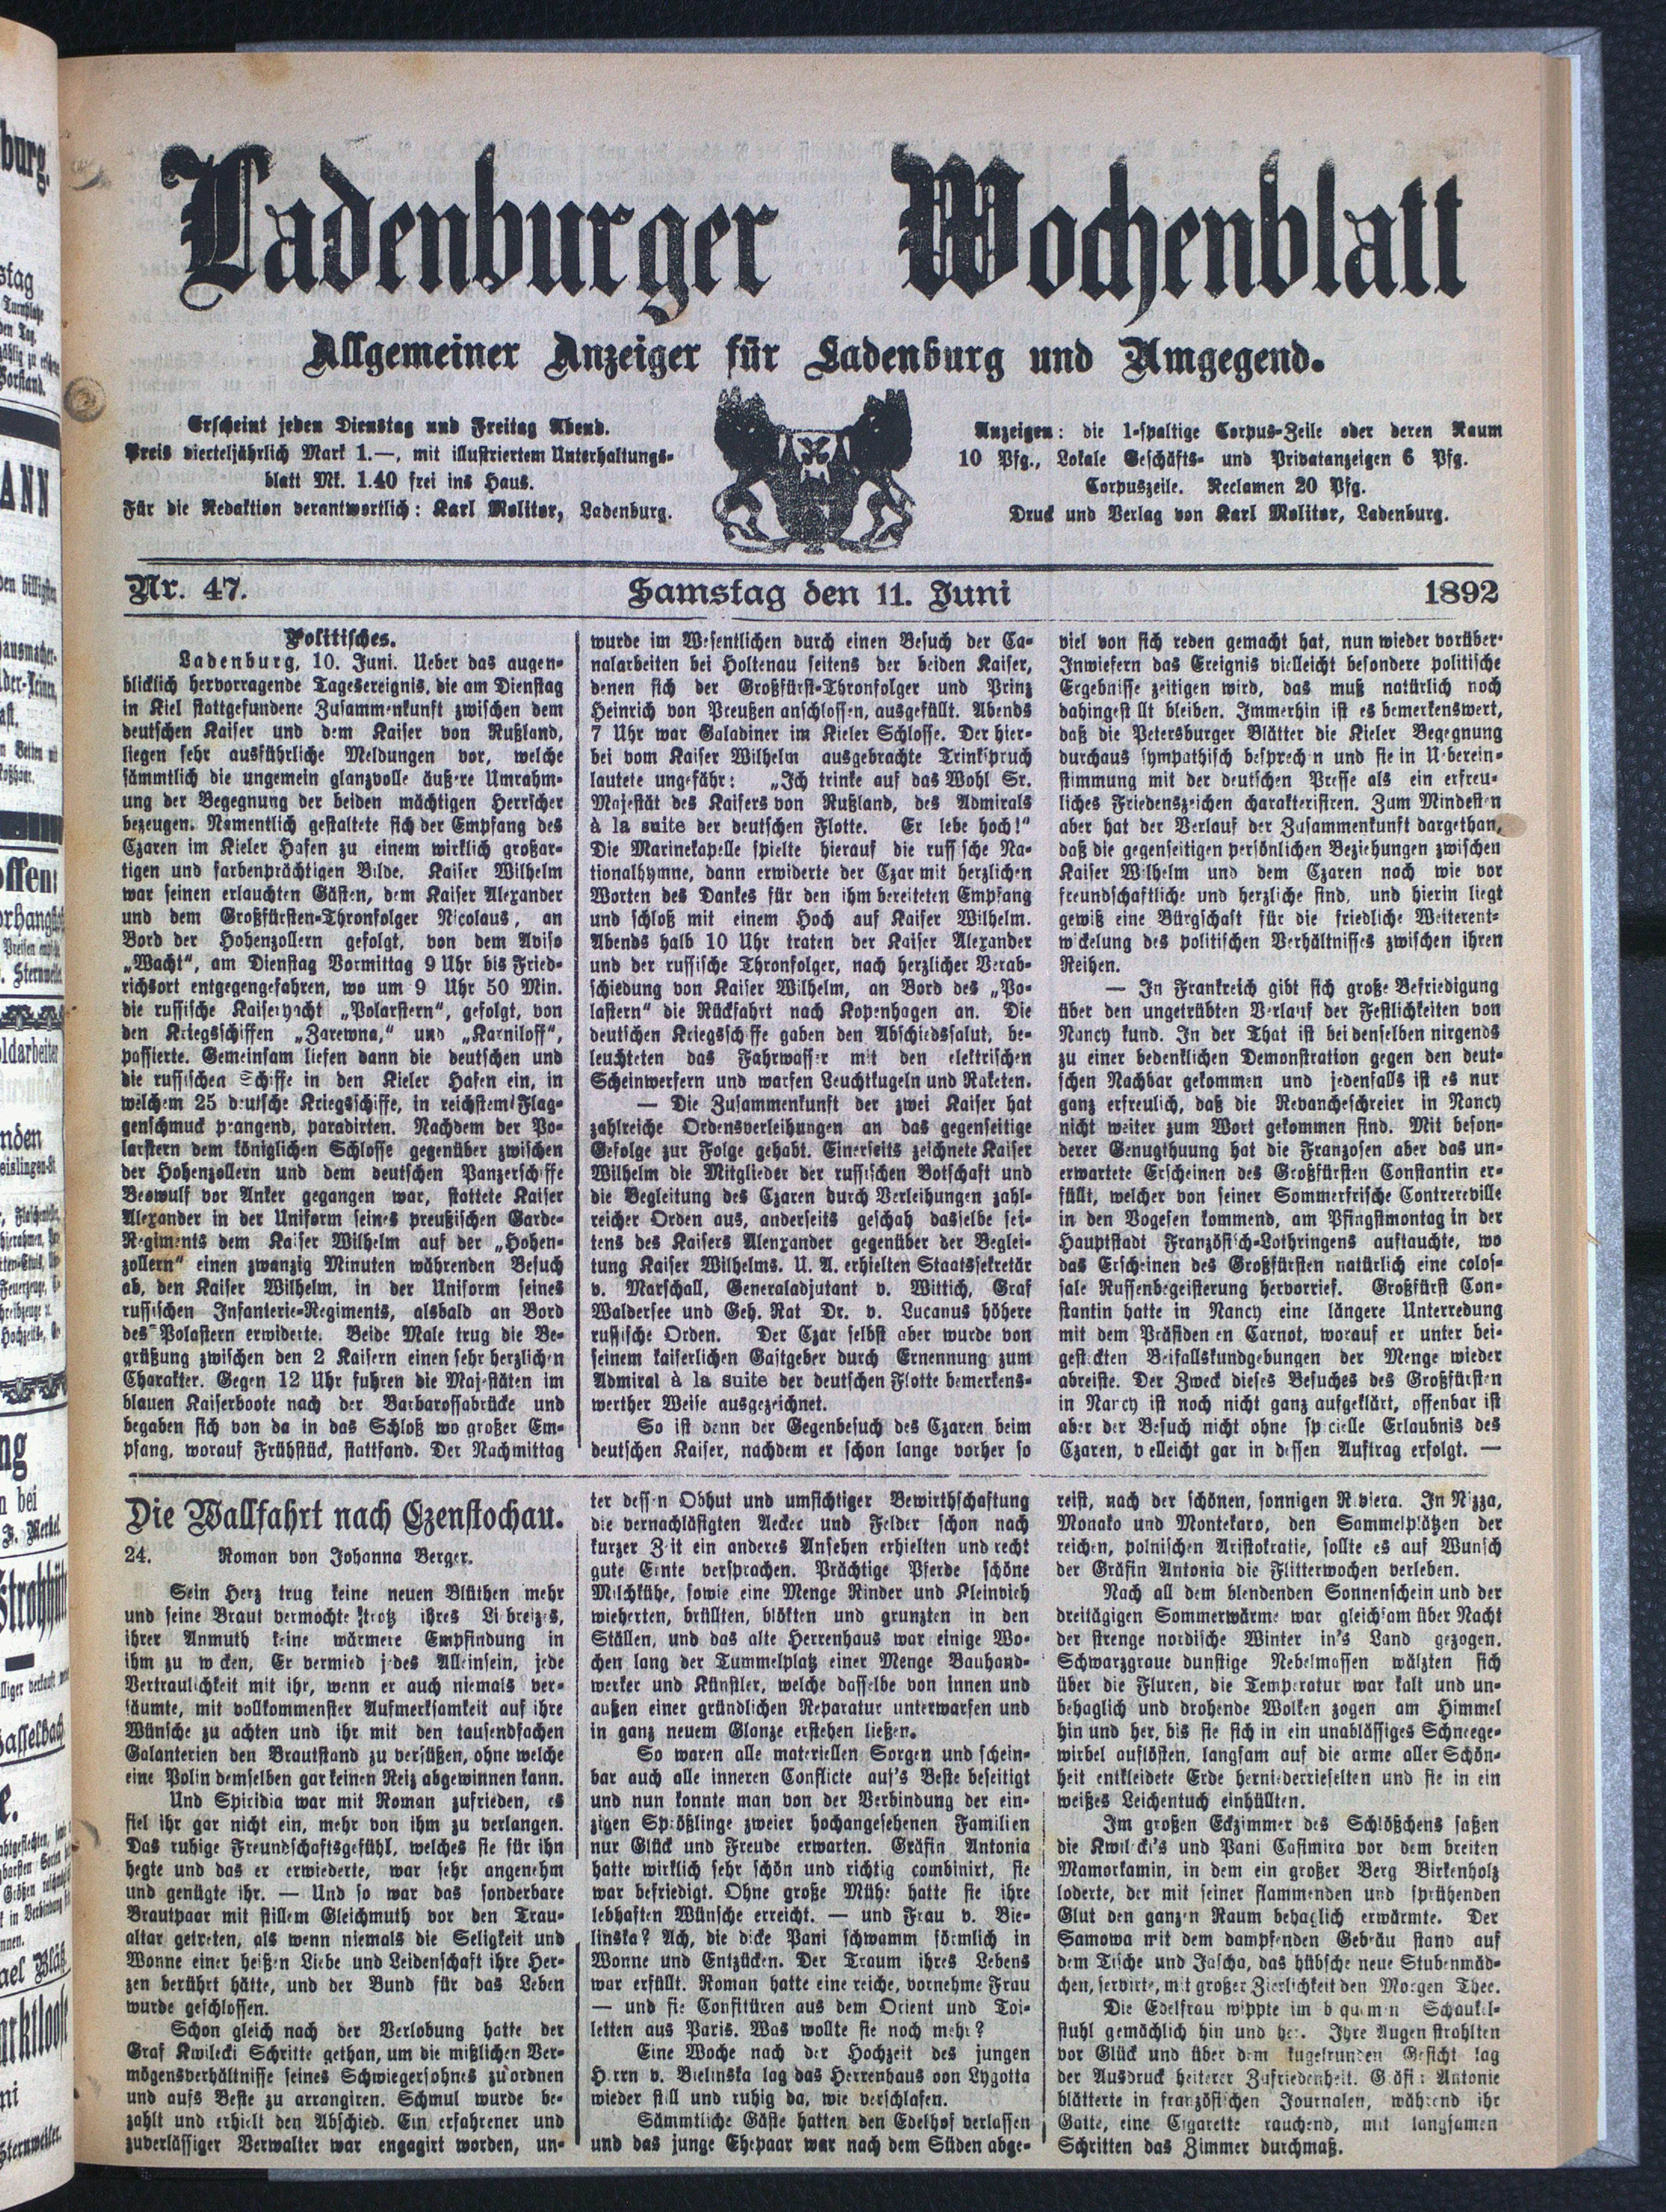 Ladenburger Wochenblatt
Allgemeiner Anzeiger für Ladenburg und Umgegend.
Erscheint jeden Dienstag und Freitag Abend.
Preis vierteljährlich Mark 1.—, mit illustriertem Unterhaltungs-
blatt Mk. 1.40 frei ins Haus.
Für die Redaktion verantwortlich: Karl Molitor, Ladenburg.
Anzeigen: die 1-spaltige Corpus-Zeile oder deren Raum
10 Pfg., Lokale Geschäfts- und Privatanzeigen 6 Pfg.
Corpuszeile. Reclamen 20 Pfg.
Druck und Verlag von Karl Molitor, Ladenburg.
Nr. 47.
Samstag den 11. Juni
1892
Politisches.
Ladenburg, 10. Juni. Ueber das augen-
blicklich hervorragende Tagesereignis, die am Dienstag
in Kiel stattgefundene Zusammenkunft zwischen dem
deutschen Kaiser und dem Kaiser von Rußland,
liegen sehr ausführliche Meldungen vor, welche
sämmtlich die ungemein glanzvolle äußere Umrahm-
ung der Begegnung der beiden mächtigen Herrscher
bezeugen. Namentlich gestaltete sich der Empfang des
Czaren im Kieler Hafen zu einem wirklich großar-
tigen und farbenprächtigen Bilde. Kaiser Wilhelm
war seinen erlauchten Gästen, dem Kaiser Alexander
und dem Großfürsten-Thronfolger Nicolaus, an
Bord der Hohenzollern gefolgt, von dem Aviso
„Wacht“, am Dienstag Vormittag 9 Uhr bis Fried-
richsort entgegengefahren, wo um 9 Uhr 50 Min.
die russische Kaiseryacht „Polarstern“, gefolgt, von
den Kriegsschiffen „Zarewna,“ und „Karniloff“,
passierte. Gemeinsam liefen dann die deutschen und
die russischen Schiffe in den Kieler Hafen ein, in
welchem 25 deutsche Kriegsschiffe, in reichstem Flag-
genschmuck prangend, paradirten. Nachdem der Po-
larstern dem königlichen Schlosse gegenüber zwischen
der Hohenzollern und dem deutschen Panzerschiffe
Beowulf vor Anker gegangen war, stattete Kaiser
Alexander in der Uniform seines preußischen Garde-
Regiments dem Kaiser Wilhelm auf der „Hohen-
zollern“ einen zwanzig Minuten währenden Besuch
ab, den Kaiser Wilhelm, in der Uniform seines
russischen Infanterie-Regiments, alsbald an Bord
des Polastern erwiderte. Beide Male trug die Be-
grüßung zwischen den 2 Kaisern einen sehr herzlichen
Charakter. Gegen 12 Uhr fuhren die Majestäten im
blauen Kaiserboote nach der Barbarossabrücke und
begaben sich von da in das Schloß wo großer Em-
pfang, worauf Frühstück, stattfand. Der Nachmittag
wurde im Wesentlichen durch einen Besuch der Ca-
nalarbeiten bei Holtenau seitens der beiden Kaiser,
denen sich der Großfürst-Thronfolger und Prinz
Heinrich von Preußen anschlossen, ausgefüllt. Abends
7 Uhr war Galadiner im Kieler Schlosse. Der hier-
bei vom Kaiser Wilhelm ausgebrachte Trinkspruch
lautete ungefähr: „Ich trinke auf das Wohl Sr.
Majestät des Kaisers von Rußland, des Admirals
à la suite der deutschen Flotte. Er lebe hoch!“
Die Marinekapelle spielte hierauf die russische Na-
tionalhymne, dann erwiderte der Czar mit herzlichen
Worten des Dankes für den ihm bereiteten Empfang
und schloß mit einem Hoch auf Kaiser Wilhelm.
Abends halb 10 Uhr traten der Kaiser Alexander
und der russische Thronfolger, nach herzlicher Verab-
schiedung von Kaiser Wilhelm, an Bord des „Po-
lastern“ die Rückfahrt nach Kopenhagen an. Die
deutschen Kriegsschiffe gaben den Abschiedssalut, be-
leuchteten das Fahrwasser mit den elektrischen
Scheinwerfern und warfen Leuchtkugeln und Raketen.
— Die Zusammenkunft der zwei Kaiser hat
zahlreiche Ordensverleihungen an das gegenseitige
Gefolge zur Folge gehabt. Einerseits zeichnete Kaiser
Wilhelm die Mitglieder der russischen Botschaft und
die Begleitung des Czaren durch Verleihungen zahl-
reicher Orden aus, anderseits geschah dasselbe sei-
tens des Kaisers Alenxander gegenüber der Beglei-
tung Kaiser Wilhelms. U. A. erhielten Staatssekretär
v. Marschall, Generaladjutant v. Wittich, Graf
Waldersee und Geh. Rat Dr. v. Lucanus höhere
russische Orden. Der Czar selbst aber wurde von
seinem kaiserlichen Gastgeber durch Ernennung zum
Admiral à la suite der deutschen Flotte bemerkens-
werther Weise ausgezeichnet.
So ist denn der Gegenbesuch des Czaren beim
deutschen Kaiser, nachdem er schon lange vorher so
viel von sich reden gemacht hat, nun wieder vorüber.
Inwiefern das Ereignis vielleicht besondere politische
Ergebnisse zeitigen wird, das muß natürlich noch
dahingestellt bleiben. Immerhin ist es bemerkenswert,
daß die Petersburger Blätter die Kieler Begegnung
durchaus sympathisch besprechen und sie in Ueberein-
stimmung mit der deutschen Presse als ein erfreu-
liches Friedenszeichen charakterisiren. Zum Mindesten
aber hat der Verlauf der Zusammenkunft dargethan,
daß die gegenseitigen persönlichen Beziehungen zwischen
Kaiser Wilhelm und dem Czaren nach wie vor
freundschaftliche und herzliche sind, und hierin liegt
gewiß eine Bürgschaft für die friedliche Weiterent-
wickelung des politischen Verhältnisses zwischen ihren
Reihen.
— In Frankreich gibt sich große Befriedigung
über den ungetrübten Verlauf der Festlichkeiten von
Nancy kund. In der That ist bei denselben nirgends
zu einer bedenklichen Demonstration gegen den deut-
schen Nachbar gekommen und jedenfalls ist es nur
ganz erfreulich, daß die Revancheschreier in Nancy
nicht weiter zum Wort gekommen sind. Mit beson-
derer Genugthuung hat die Franzosen aber das un-
erwartete Erscheinen des Großfürsten Constantin er-
füllt, welcher von seiner Sommerfrische Contrereville
in den Vogesen kommend, am Pfingstmontag in der
Hauptstadt Französisch-Lothringens auftauchte, wo
das Erscheinen des Großfürsten natürlich eine colos-
sale Russenbegeisterung hervorrief. Großfürst Con-
stantin hatte in Nancy eine längere Unterredung
mit dem Präsidenen Carnot, worauf er unter bei-
gesteckten Beifallskundgebungen der Menge wieder
abreiste. Der Zweck dieses Besuches des Großfürsten
in Nancy ist noch nicht ganz aufgeklärt, offenbar ist
aber der Besuch nicht ohne specielle Erlaubnis des
Czaren, velleicht gar in dessen Auftrag erfolgt. —
Die Wallfahrt nach Czenstochau.
24. Roman von Johanna Berger.
Sein Herz trug keine neuen Blüthen mehr
und seine Braut vermochte trotz ihres Liebreizes,
ihrer Anmuth keine wärmere Empfindung in
ihm zu wecken, Er vermied jedes Alleinsein, jede
Vertraulichkeit mit ihr, wenn er auch niemals ver-
säumte, mit vollkommenster Aufmerksamkeit auf ihre
Wünsche zu achten und ihr mit den tausendfachen
Galanterien den Brautstand zu versüßen, ohne welche
eine Polin demselben gar keinen Reiz abgewinnen kann.
Und Spiridia war mit Roman zufrieden, es
fiel ihr gar nicht ein, mehr von ihm zu verlangen.
Das ruhige Freundschaftsgefühl, welches sie für ihn
hegte und das er erwiederte, war sehr angenehm
und genügte ihr. — Und so war das sonderbare
Brautpaar mit stillem Gleichmuth vor den Trau-
altar getreten, als wenn niemals die Seligkeit und
Wonne einer heißen Liebe und Leidenschaft ihre Her-
zen berührt hätte, und der Bund für das Leben
wurde geschlossen.
Schon gleich nach der Verlobung hatte der
Graf Kwilecki Schritte gethan, um die mißlichen Ver-
mögensverhältnisse seines Schwiegersohnes zu ordnen
und aufs Beste zu arrangiren. Schmul wurde be-
zahlt und erhielt den Abschied. Ein erfahrener und
zuverlässiger Verwalter war engagirt worden, un-
ter dessen Obhut und umsichtiger Bewirthschaftung
die vernachläßigten Aecker und Felder schon nach
kurzer Zeit ein anderes Ansehen erhielten und recht
gute Ernte versprachen. Prächtige Pferde schöne
Milchkühe, sowie eine Menge Rinder und Kleinvieh
wieherten, brüllten, blökten und grunzten in den
Ställen, und das alte Herrenhaus war einige Wo-
chen lang der Tummelplatz einer Menge Bauhand-
werker und Künstler, welche dasselbe von innen und
außen einer gründlichen Reparatur unterwarfen und
in ganz neuem Glanze erstehen ließen.
So waren alle materiellen Sorgen und schein-
bar auch alle inneren Conflicte auf's Beste beseitigt
und nun konnte man von der Verbindung der ein-
zigen Sprößlinge zweier hochangesehenen Familien
nur Glück und Freude erwarten. Gräfin Antonia
hatte wirklich sehr schön und richtig combinirt, sie
war befriedigt. Ohne große Mühe hatte sie ihre
lebhaften Wünsche erreicht. — und Frau v. Bie-
linska? Ach, die dicke Pani schwamm förmlich in
Wonne und Entzücken. Der Traum ihres Lebens
war erfüllt. Roman hatte eine reiche, vornehme Frau
— und sie Confitüren aus dem Orient und Toi-
letten aus Paris. Was wollte sie noch mehr?
Eine Woche nach der Hochzeit des jungen
Herrn v. Bielinska lag das Herrenhaus von Lygotta
wieder still und ruhig da, wie verschlafen.
Sämmtliche Gäste hatten den Edelhof verlassen
und das junge Ehepaar war nach dem Süden abge-
reist, nach der schönen, sonnigen Riviera. In Nizza,
Monako und Montekaro, den Sammelplätzen der
reichen, polnischen Aristokratie, sollte es auf Wunsch
der Gräfin Antonia die Flitterwochen verleben.
Nach all dem blendenden Sonnenschein und der
dreitägigen Sommerwärme war gleichsam über Nacht
der strenge nordische Winter in's Land gezogen.
Schwarzgraue dunstige Nebelmassen wälzten sich
über die Fluren, die Temperatur war kalt und un-
behaglich und drohende Wolken zogen am Himmel
hin und her, bis sie sich in ein unablässiges Schneege-
wirbel auflösten, langsam auf die arme aller Schön-
heit entkleidete Erde herniederrieselten und sie in ein
weißes Leichentuch einhüllten.
Im großen Eckzimmer des Schlößchens saßen
die Kwilecki's und Pani Casimira vor dem breiten
Mamorkamin, in dem ein großer Berg Birkenholz
loderte, der mit seiner flammenden und sprühenden
Glut den ganzen Raum behaglich erwärmte. Der
Samowa mit dem dampfenden Gebräu stand auf
dem Tische und Jascha, das hübsche neue Stubenmäd-
chen, servirte, mit großer Zierlichkeit den Morgen Thee.
Die Edelfrau wippte im bequemen Schaukel-
stuhl gemächlich hin und her. Ihre Augen strahlten
vor Glück und über dem kugelrunden Gesicht lag
der Ausdruck heiterer Zufriedenheit. Gräfin Antonie
blätterte in französischen Journalen, während ihr
Gatte, eine Cigarette rauchend, mit langsamen
Schritten das Zimmer durchmaß.